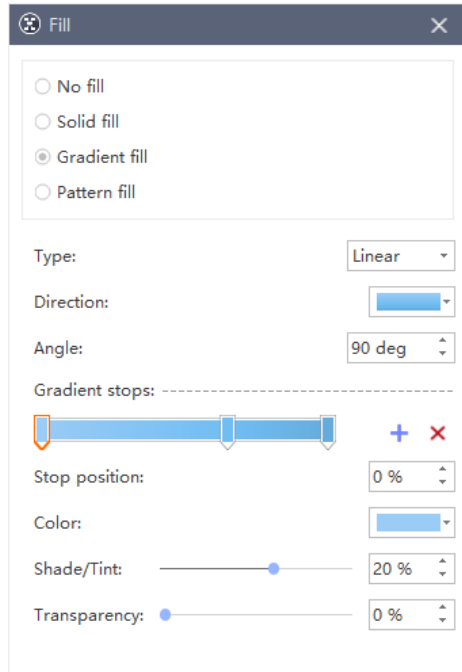 Fill
No fill
Solid fill
Gradient fill
Pattern fill
Type: Linear
Direction:
Angle: 90 deg
Gradient stops:
Stop position: 0 %
Color:
Shade/Tint: 20 %
Transparency: 0 %